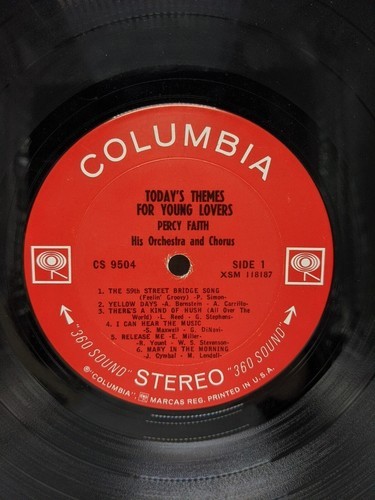 COLUMBIA
TODAY'S THEMES
FOR YOUNG LOVERS
PERCY FAITH
His Orchestra and Chorus
CS 9504
SIDE 1
XSM 118187
1. THE 59th STREET BRIDGE SONG
(Feelin' Groovy) -P. Simon-
2. YELLOW DAYS -A. Bernstein - A. Carrillo-
3. THERE'S A KIND OF HUSH (All Over The
World) -L. Reed - G. Stephens-
4. I CAN HEAR THE MUSIC
-S. Maxwell - G. DiNovi-
5. RELEASE ME -E. Miller-
-R. Yount - W. S. Stevenson-
6. MARY IN THE MORNING
-J. Cymbal - M. Lendell-
"360 SOUND" STEREO "360 SOUND"
℗ "COLUMBIA", MARCAS REG. PRINTED IN U.S.A.